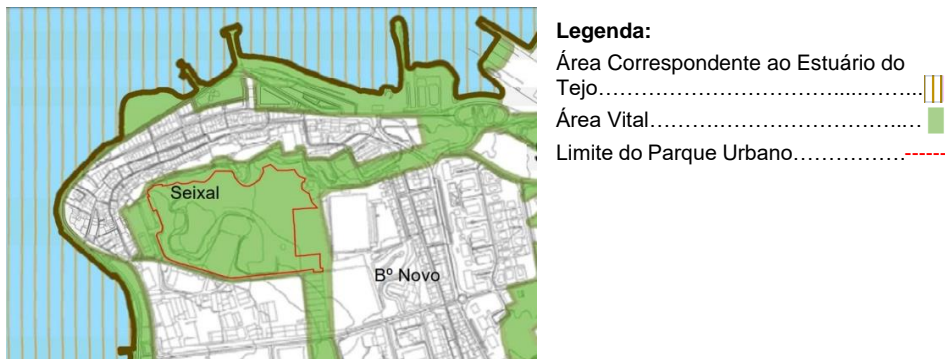 Seixal
Bº Novo
Legenda:
Área Correspondente ao Estuário do
Tejo……………………………......……...
Área Vital…….…………………………..…
Limite do Parque Urbano…………….